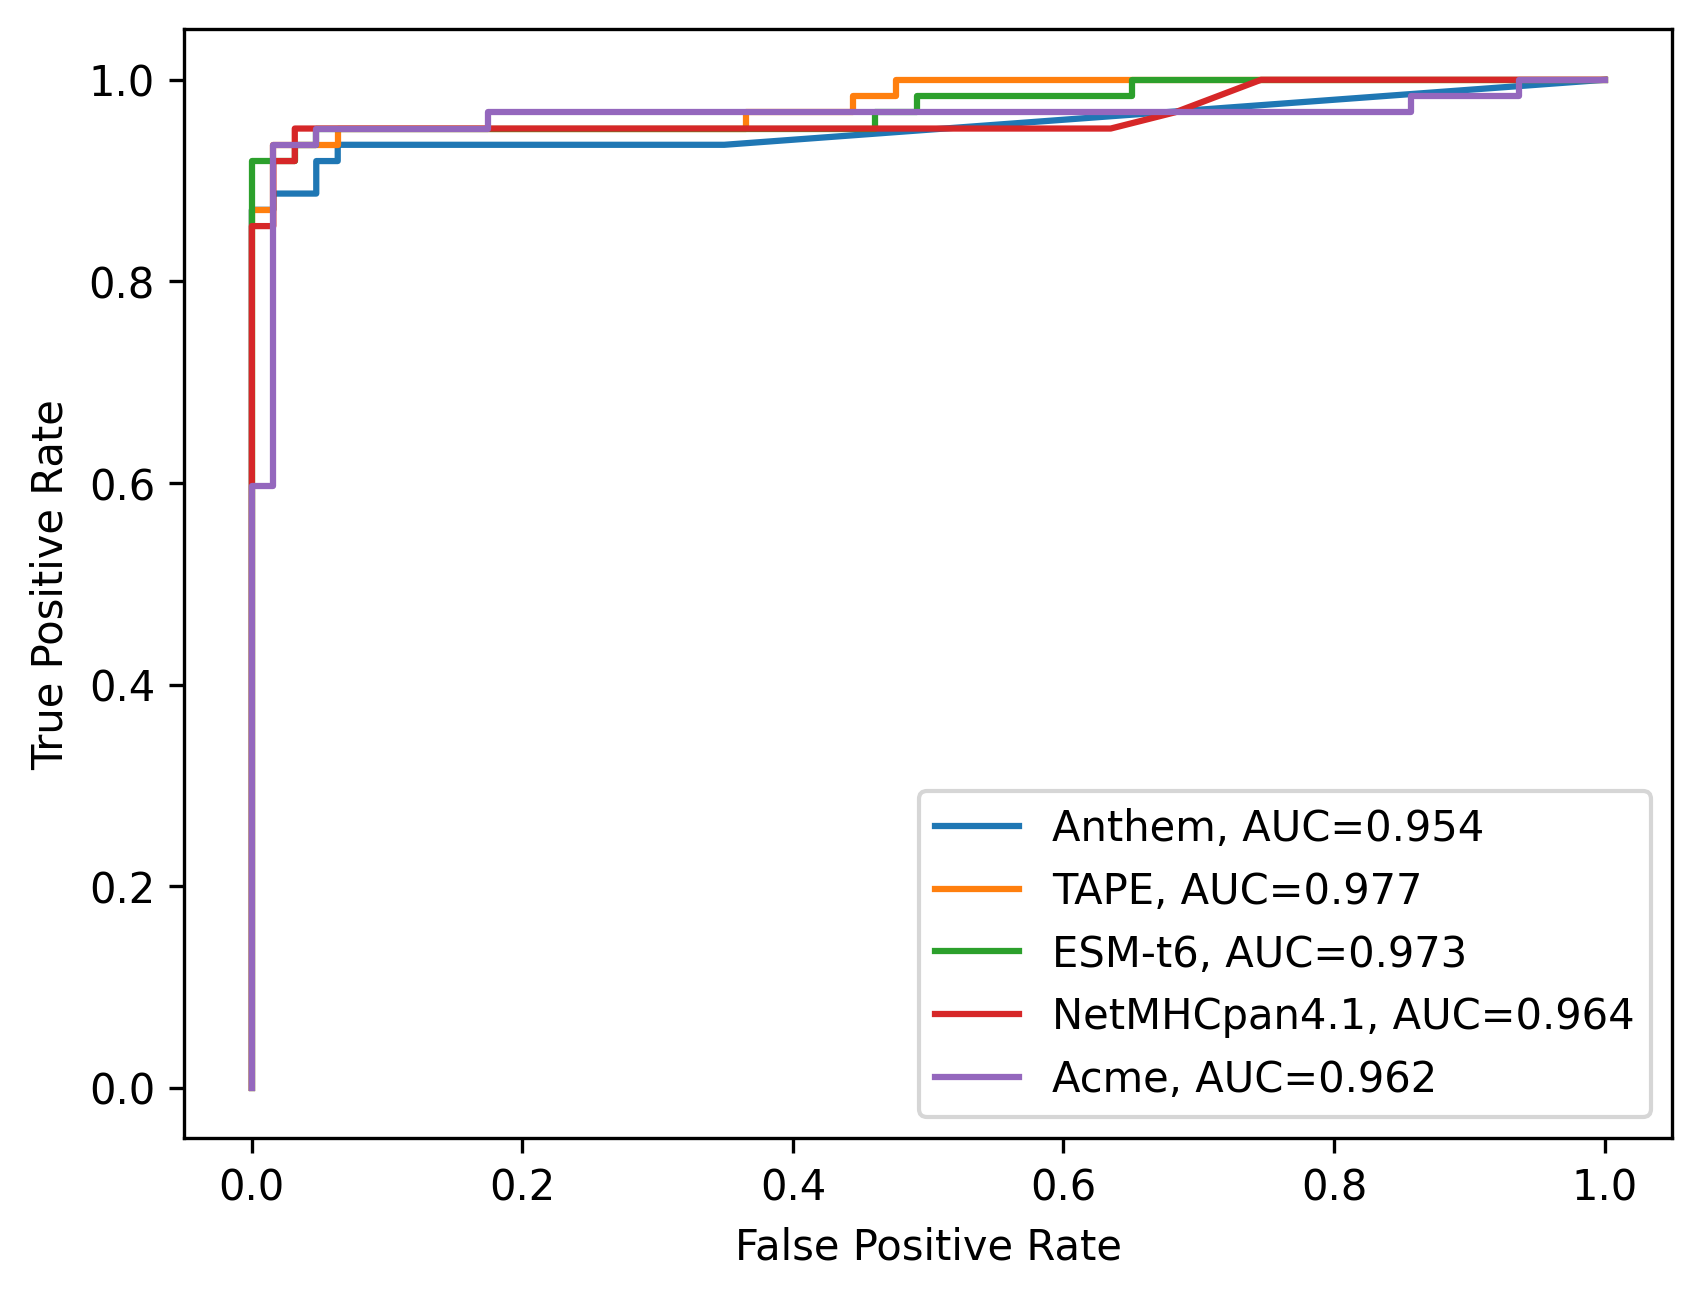 1.0
0.8
0.6
0.4
0.2
0.0
True Positive Rate
Anthem, AUC=0.954
TAPE, AUC=0.977
ESM-t6, AUC=0.973
NetMHCpan4.1, AUC=0.964
Acme, AUC=0.962
0.0 0.2 0.4 0.6 0.8 1.0
False Positive Rate